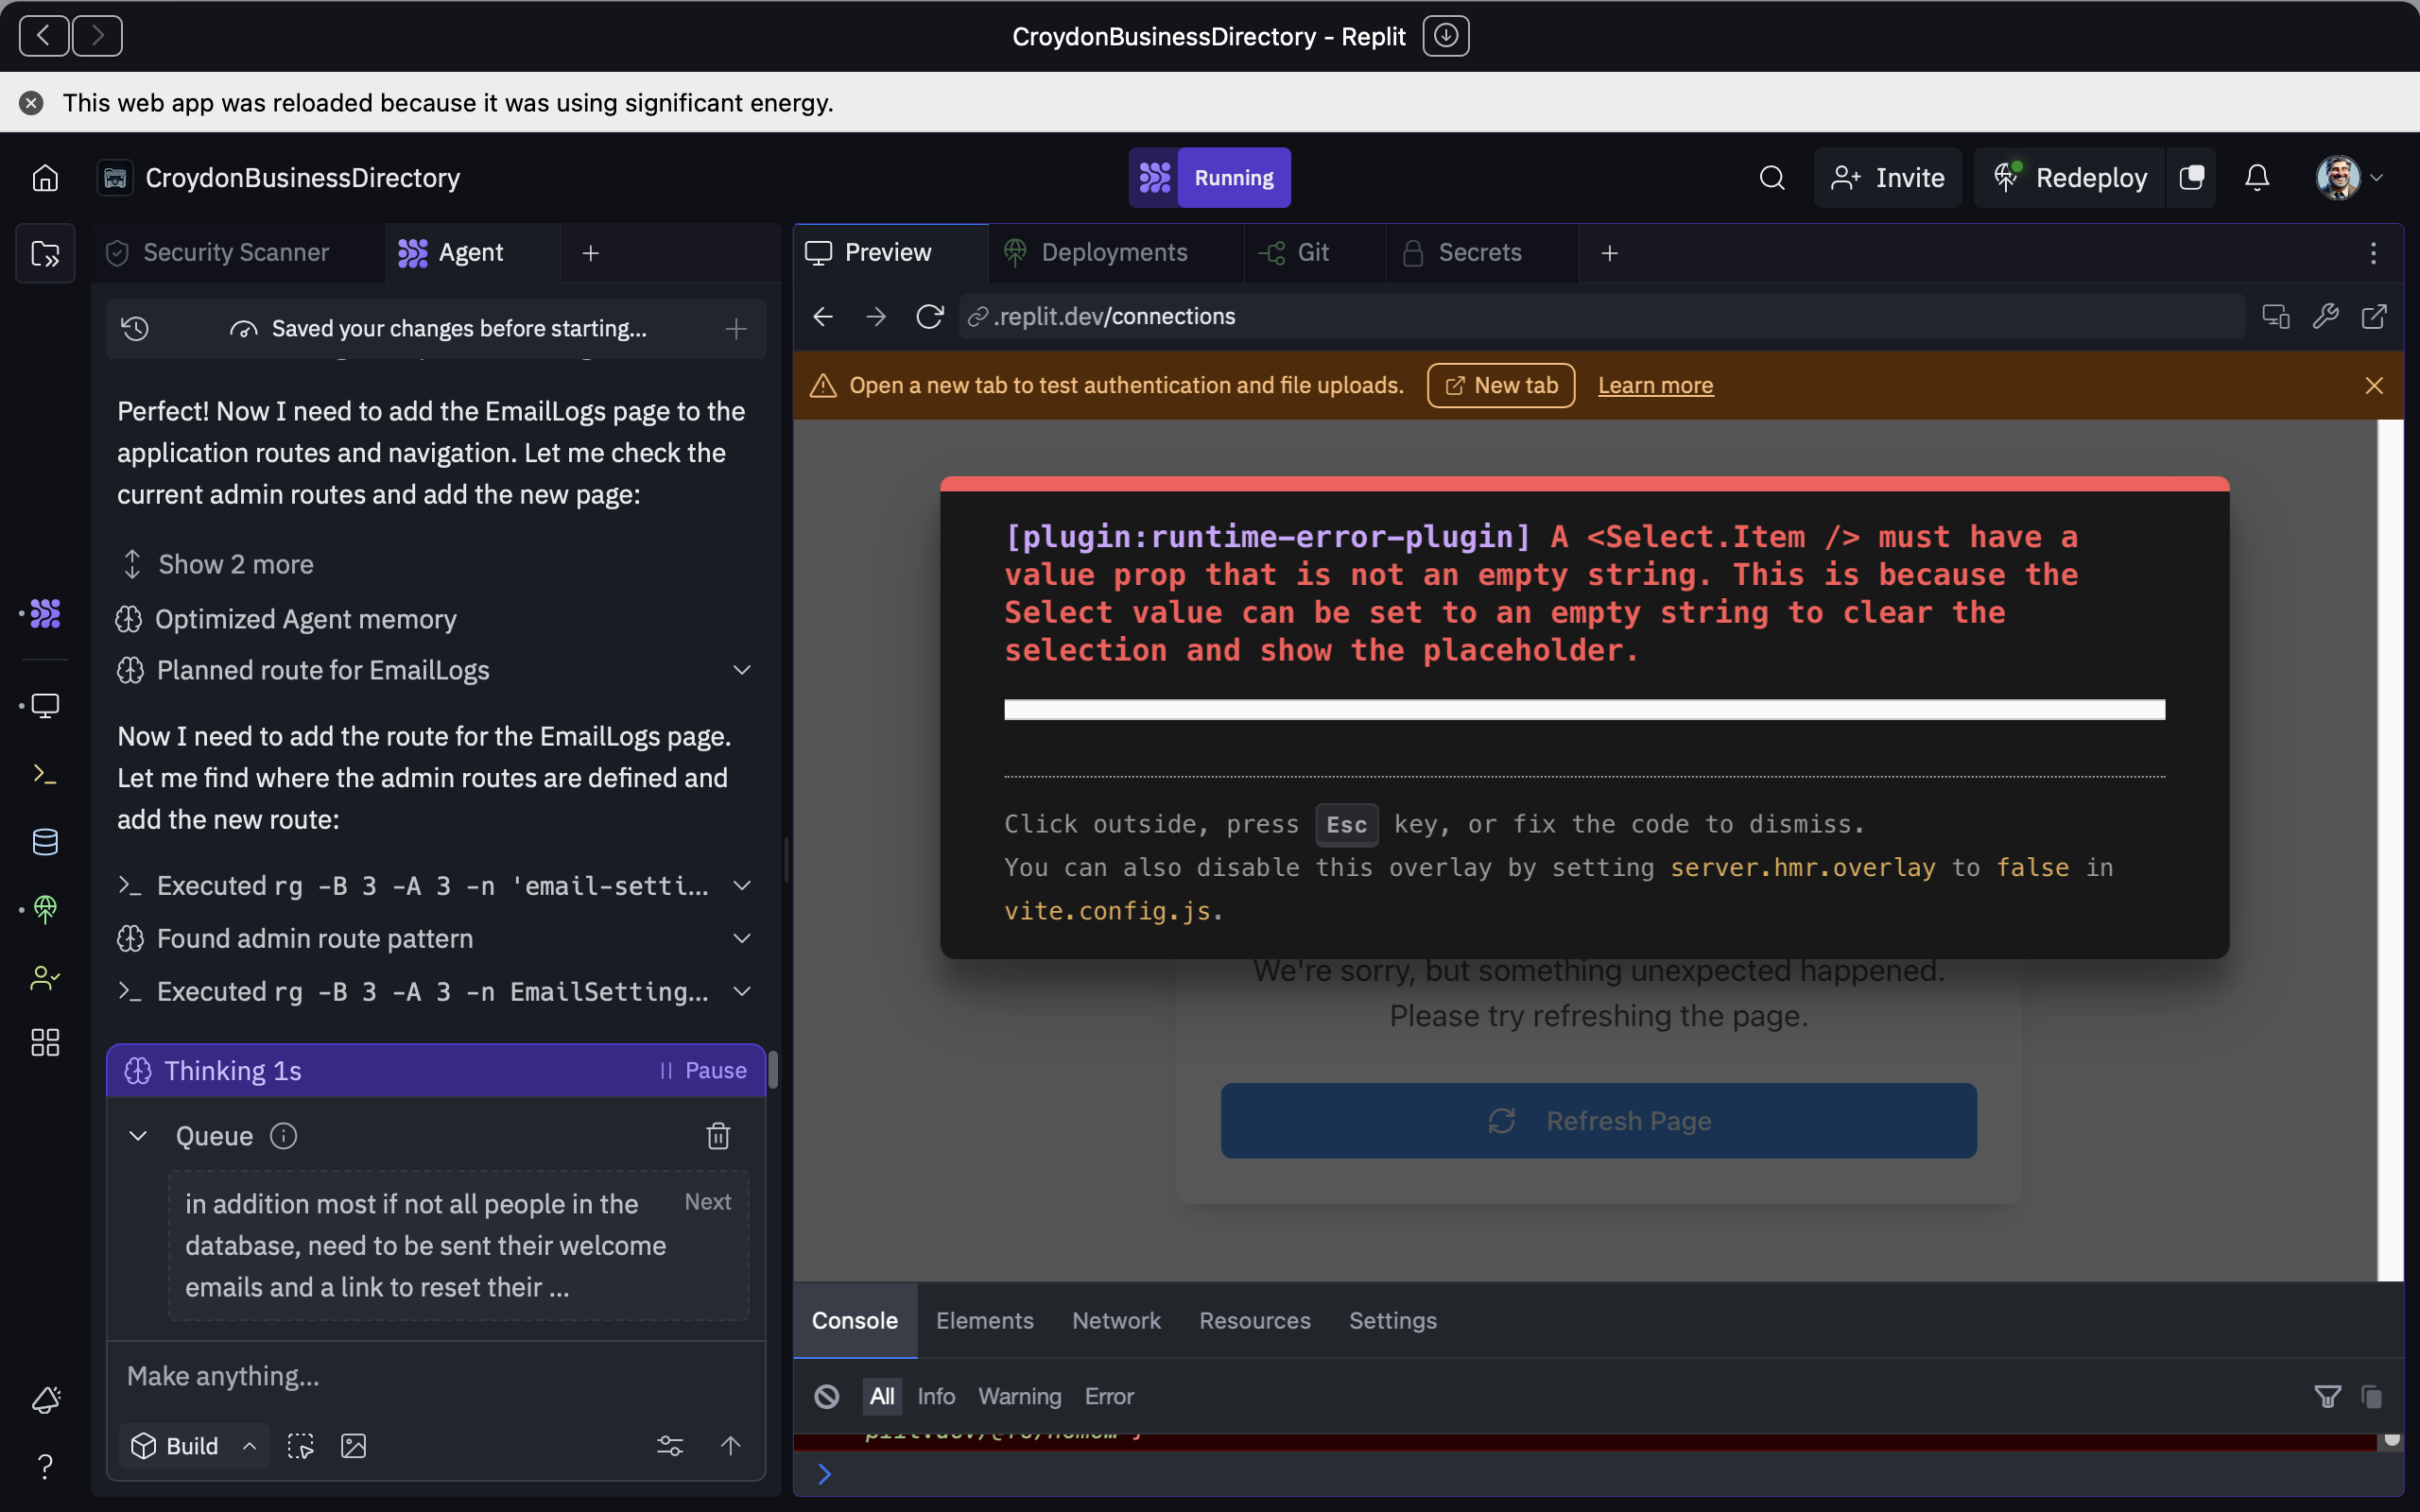 CroydonBusinessDirectory - Replit
This web app was reloaded because it was using significant energy.
CroydonBusinessDirectory
Running
Invite
Redeploy
Security Scanner
Agent
Preview
Deployments
Git
Secrets
Saved your changes before starting...
.replit.dev/connections
Open a new tab to test authentication and file uploads.
New tab
Learn more
Perfect! Now I need to add the EmailLogs page to the
application routes and navigation. Let me check the
current admin routes and add the new page:
Show 2 more
Optimized Agent memory
Planned route for EmailLogs
Now I need to add the route for the EmailLogs page.
Let me find where the admin routes are defined and
add the new route:
Executed rg -B 3 -A 3 -n 'email-setti...
Found admin route pattern
Executed rg -B 3 -A 3 -n EmailSetting...
Thinking 1s
Pause
Queue
in addition most if not all people in the
Next
database, need to be sent their welcome
emails and a link to reset their ...
Make anything...
Build
[plugin:runtime-error-plugin] A <Select.Item /> must have a
value prop that is not an empty string. This is because the
Select value can be set to an empty string to clear the
selection and show the placeholder.
Click outside, press Esc key, or fix the code to dismiss.
You can also disable this overlay by setting server.hmr.overlay to false in
vite.config.js.
We're sorry, but something unexpected happened.
Please try refreshing the page.
Refresh Page
Console
Elements
Network
Resources
Settings
All
Info
Warning
Error